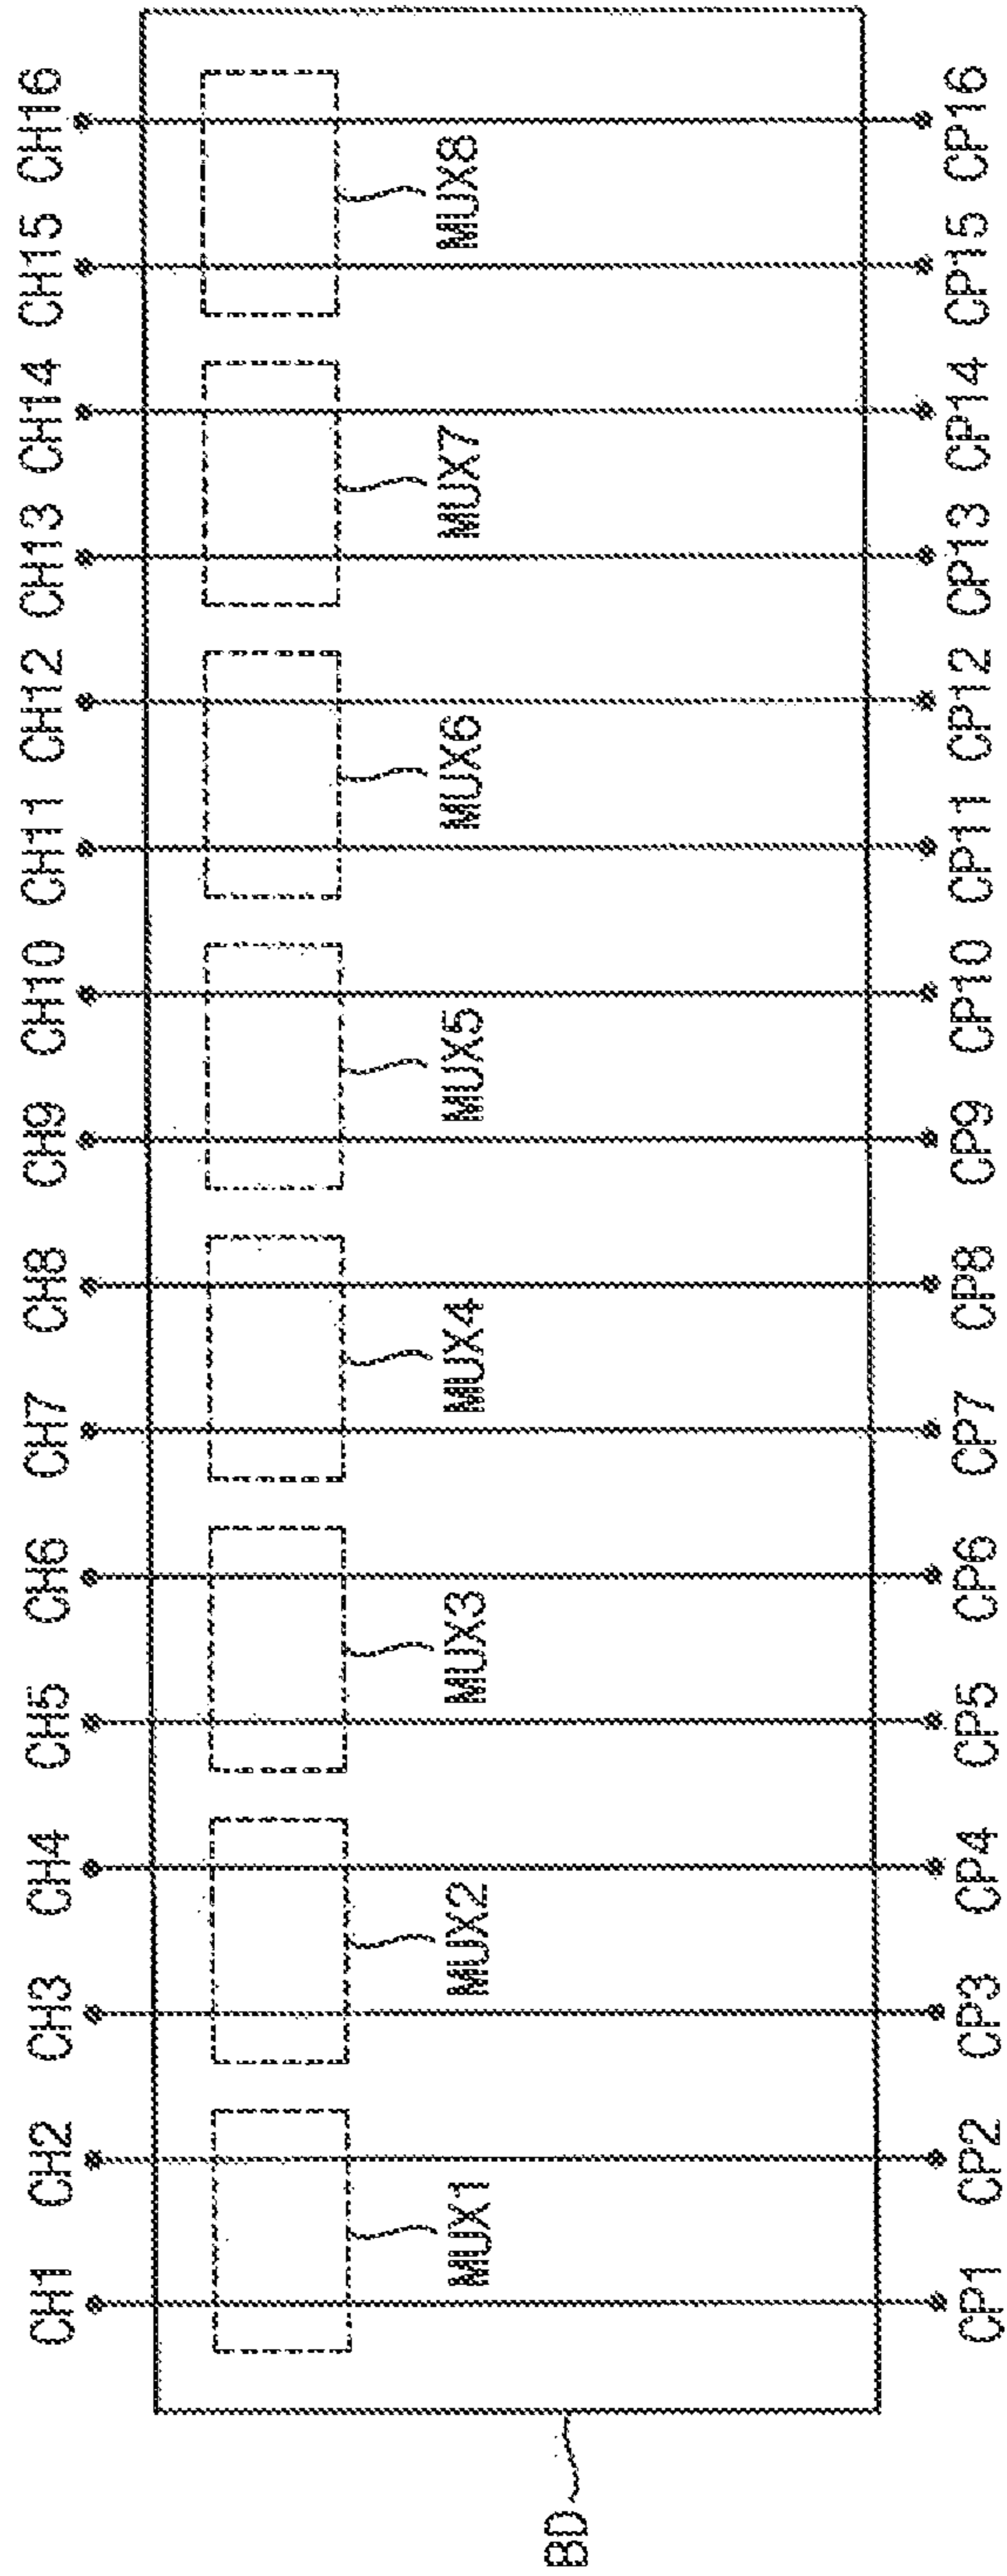 CH1 CH2 CH3 CH4 CH5 CH6 CH7 CH8 CH9 CH10 CH11 CH12 CH13 CH14 CH15 CH16
MUX1 MUX2 MUX3 MUX4 MUX5 MUX6 MUX7 MUX8
BD
CP1 CP2 CP3 CP4 CP5 CP6 CP7 CP8 CP9 CP10 CP11 CP12 CP13 CP14 CP15 CP16